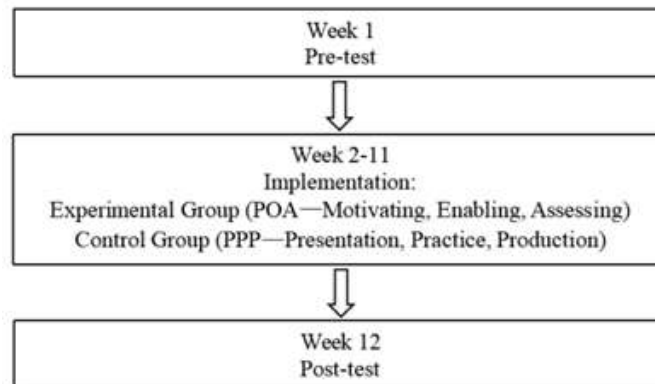 Week 1
Pre-test
Week 2-11
Implementation:
Experimental Group (POA—Motivating, Enabling, Assessing)
Control Group (PPP—Presentation, Practice, Production)
Week 12
Post-test